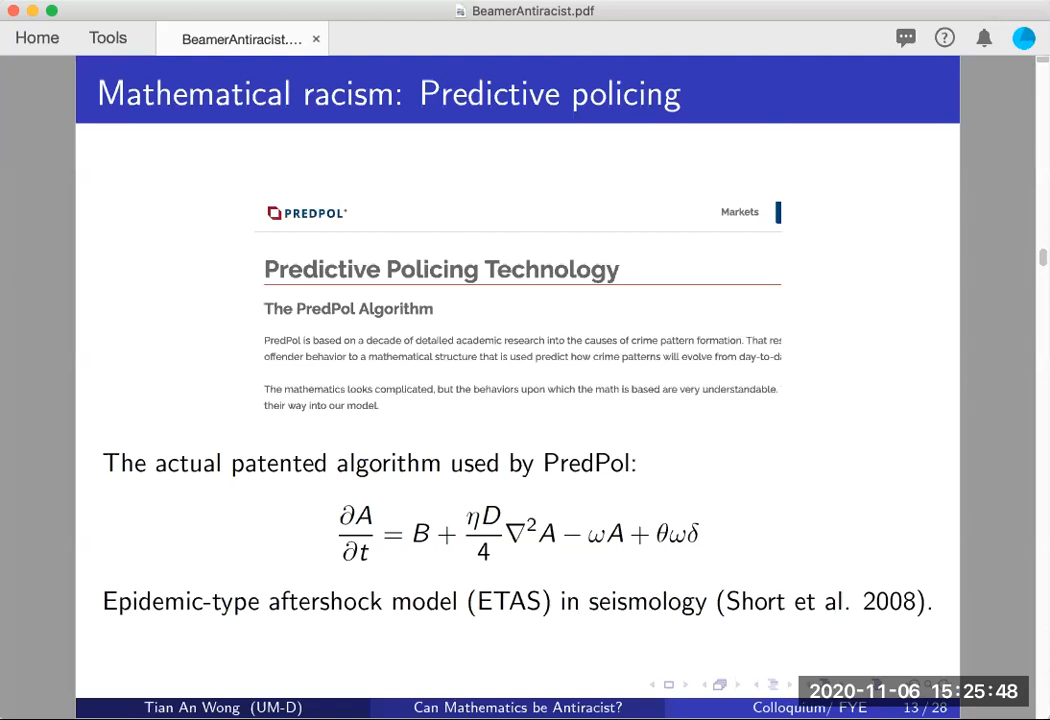 BeamerAntiracist.pdf
Home Tools BeamerAntiracist.... ×
Mathematical racism: Predictive policing
PREDPOL Markets
Predictive Policing Technology
The PredPol Algorithm
PredPol is based on a decade of detailed academic research into the causes of crime pattern formation. That res
offender behavior to a mathematical structure that is used predict how crime patterns will evolve from day-to-d
The mathematics looks complicated, but the behaviors upon which the math is based are very understandable.
their way into our model.
The actual patented algorithm used by PredPol:
∂A/∂t = B + ηD/4 ∇²A − ωA + θωδ
Epidemic-type aftershock model (ETAS) in seismology (Short et al. 2008).
2020-11-06 15:25:48
Tian An Wong (UM-D) Can Mathematics be Antiracist? Colloquium/ FYE 13 / 28